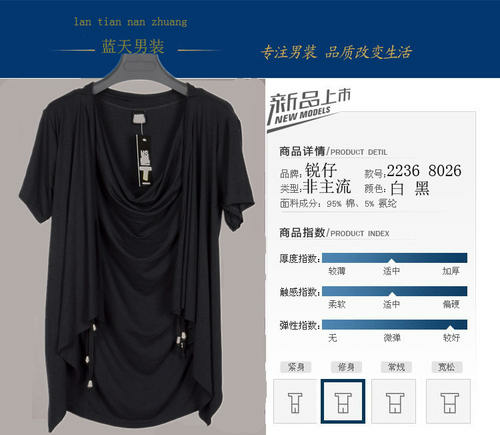 lan tian nan zhuang
蓝天男装
专注男装 品质改变生活
新品上市
NEW MODELS
商品详情/PRODUCT DETIL
品牌: 锐仔 款号: 2236 8026
类型: 非主流 颜色: 白 黑
面料成分: 95% 棉、5% 氨纶
商品指数/PRODUCT INDEX
厚度指数:
较薄 适中 加厚
触感指数:
柔软 适中 偏硬
弹性指数:
无 微弹 较好
紧身 修身 常线 宽松